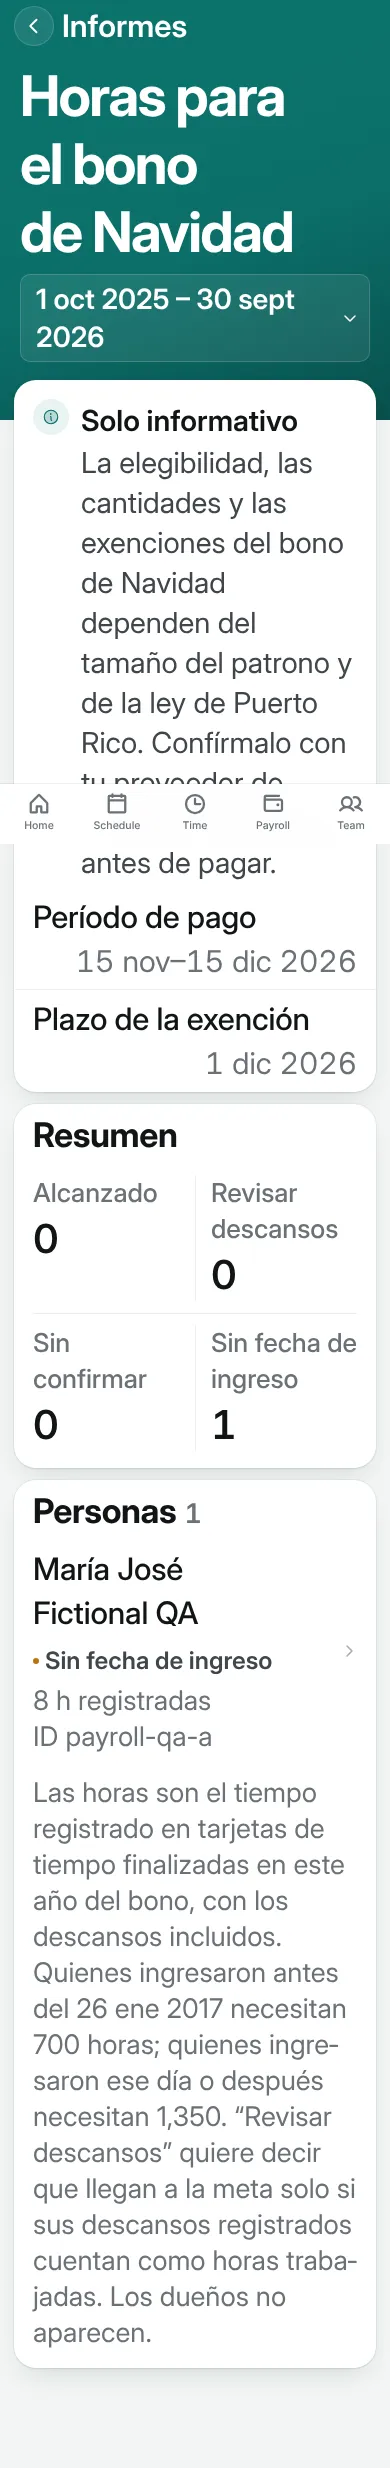 Informes
Horas para
el bono
de Navidad
1 oct 2025 – 30 sept
2026
Solo informativo
La elegibilidad, las
cantidades y las
exenciones del bono
de Navidad
dependen del
tamaño del patrono y
de la ley de Puerto
Rico. Confírmalo con
tu proveedor de
Home
Schedule
Time
Payroll
Team
antes de pagar.
Período de pago
15 nov–15 dic 2026
Plazo de la exención
1 dic 2026
Resumen
Alcanzado
0
Revisar
descansos
0
Sin
confirmar
0
Sin fecha de
ingreso
1
Personas 1
María José
Fictional QA
Sin fecha de ingreso
8 h registradas
ID payroll-qa-a
Las horas son el tiempo
registrado en tarjetas de
tiempo finalizadas en este
año del bono, con los
descansos incluidos.
Quienes ingresaron antes
del 26 ene 2017 necesitan
700 horas; quienes ingre-
saron ese día o después
necesitan 1,350. “Revisar
descansos” quiere decir
que llegan a la meta solo si
sus descansos registrados
cuentan como horas traba-
jadas. Los dueños no
aparecen.